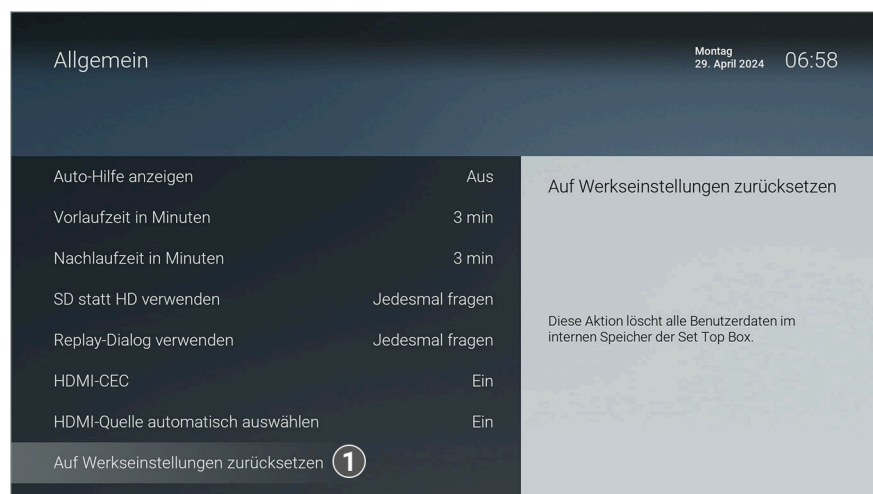 Allgemein
Montag
29. April 2024 06:58
Auto-Hilfe anzeigen Aus
Vorlaufzeit in Minuten 3 min
Nachlaufzeit in Minuten 3 min
SD statt HD verwenden Jedesmal fragen
Replay-Dialog verwenden Jedesmal fragen
HDMI-CEC Ein
HDMI-Quelle automatisch auswählen Ein
Auf Werkseinstellungen zurücksetzen 1
Auf Werkseinstellungen zurücksetzen
Diese Aktion löscht alle Benutzerdaten im
internen Speicher der Set Top Box.